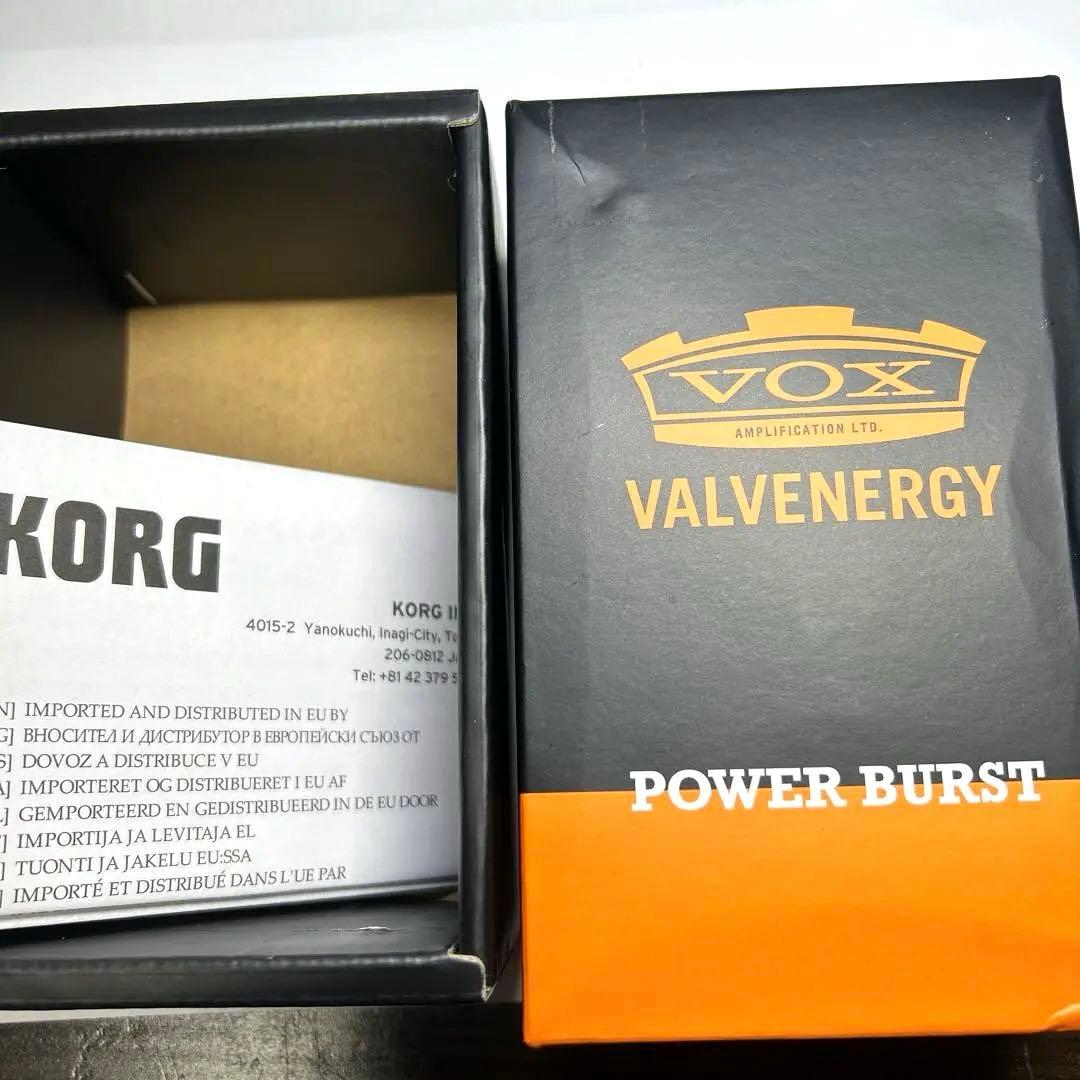 KORG
KORG
4015-2 Yanokuchi, Inagi-City,
206-0812
Tel: +81 42 379
IMPORTED AND DISTRIBUTED IN EU BY
ВНОСИТЕЛ И ДИСТРИБУТОР В ЕВРОПЕЙСКИ СЪЮЗ ОТ
DOVOZ A DISTRIBUCE V EU
IMPORTERET OG DISTRIBUERET I EU AF
GEMPORTEERD EN GEDISTRIBUEERD IN DE EU DOOR
IMPORTIJA JA LEVITAJA EL
TUONTI JA JAKELU EU:SSA
IMPORTÉ ET DISTRIBUÉ DANS L'UE PAR
VOX
AMPLIFICATION LTD.
VALVENERGY
POWER BURST